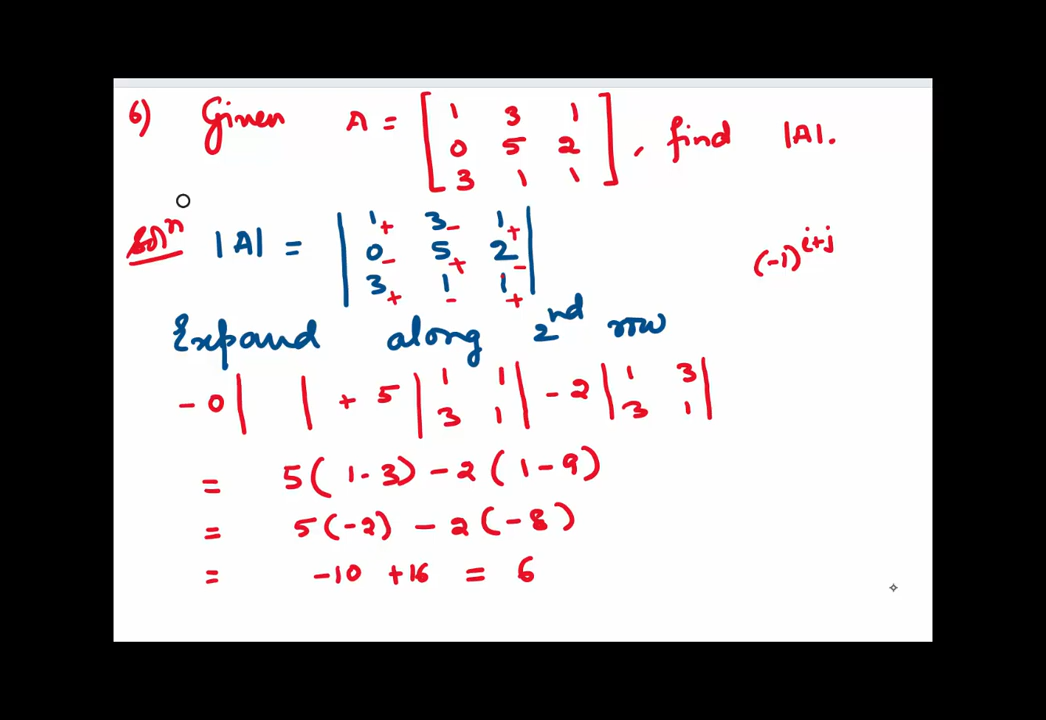 6) Given A = [ 1 3 1
0 5 2
3 1 1 ] , find |A|.
Solⁿ |A| = | 1+ 3- 1+
0- 5+ 2-
3+ 1- 1+ | (-1)^(i+j)
Expand along 2nd row
- 0 | | + 5 | 1 1
3 1 | - 2 | 1 3
3 1 |
= 5(1-3) - 2(1-9)
= 5(-2) - 2(-8)
= -10 +16 = 6